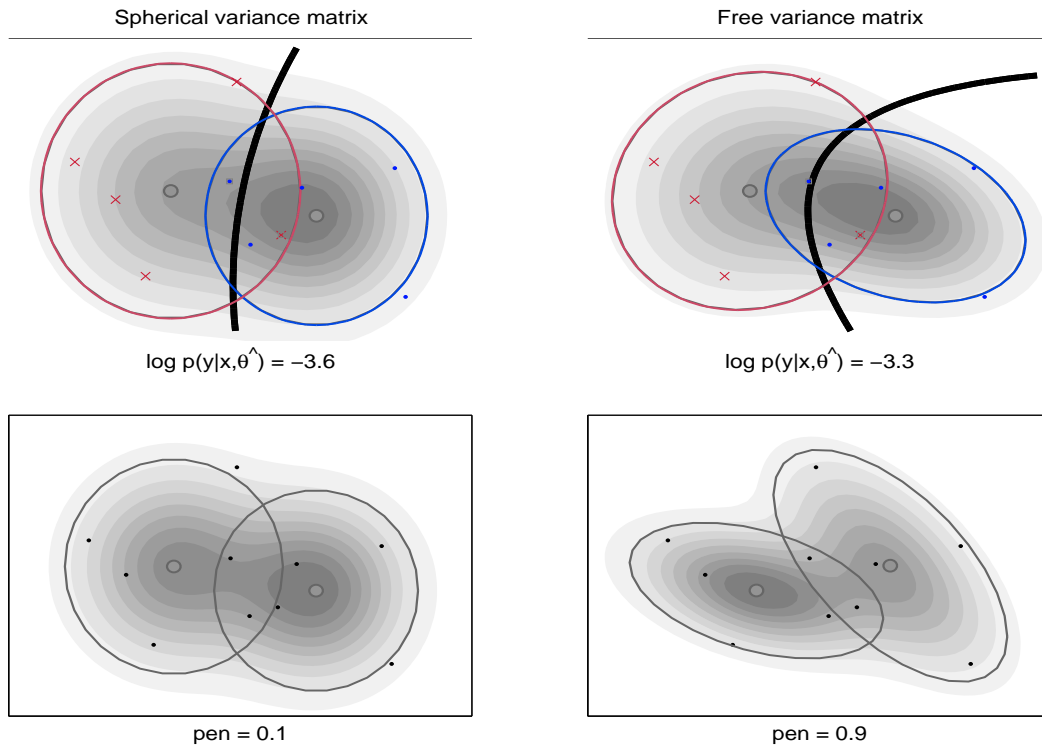 Spherical variance matrix
Free variance matrix
log p(y|x,θ^) = −3.6
log p(y|x,θ^) = −3.3
pen = 0.1
pen = 0.9